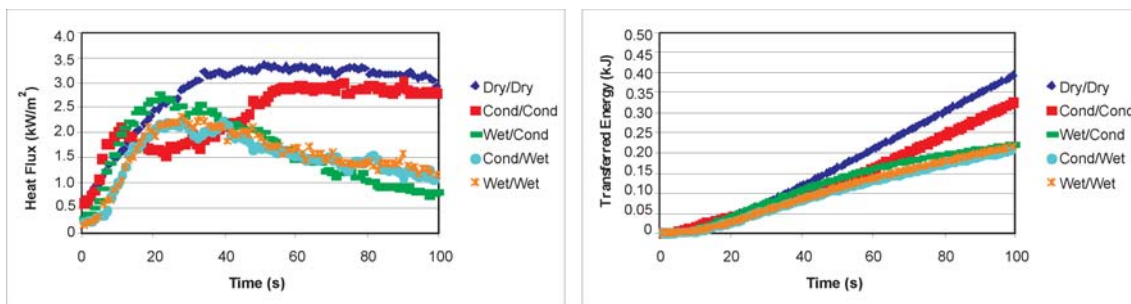 4.0
3.5
3.0
2.5
2.0
1.5
1.0
0.5
0
Heat Flux (kW/m²)
0 20 40 60 80 100
Time (s)
Dry/Dry
Cond/Cond
Wet/Cond
Cond/Wet
Wet/Wet
0.50
0.45
0.40
0.35
0.30
0.25
0.20
0.15
0.10
0.05
0
Transferred Energy (kJ)
0 20 40 60 80 100
Time (s)
Dry/Dry
Cond/Cond
Wet/Cond
Cond/Wet
Wet/Wet